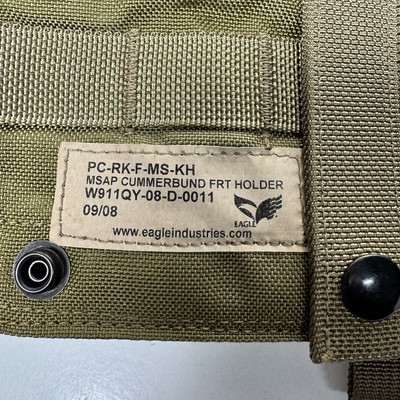 PC-RK-F-MS-KH
MSAP CUMMERBUND FRT HOLDER
W911QY-08-D-0011
09/08
EAGLE
www.eagleindustries.com